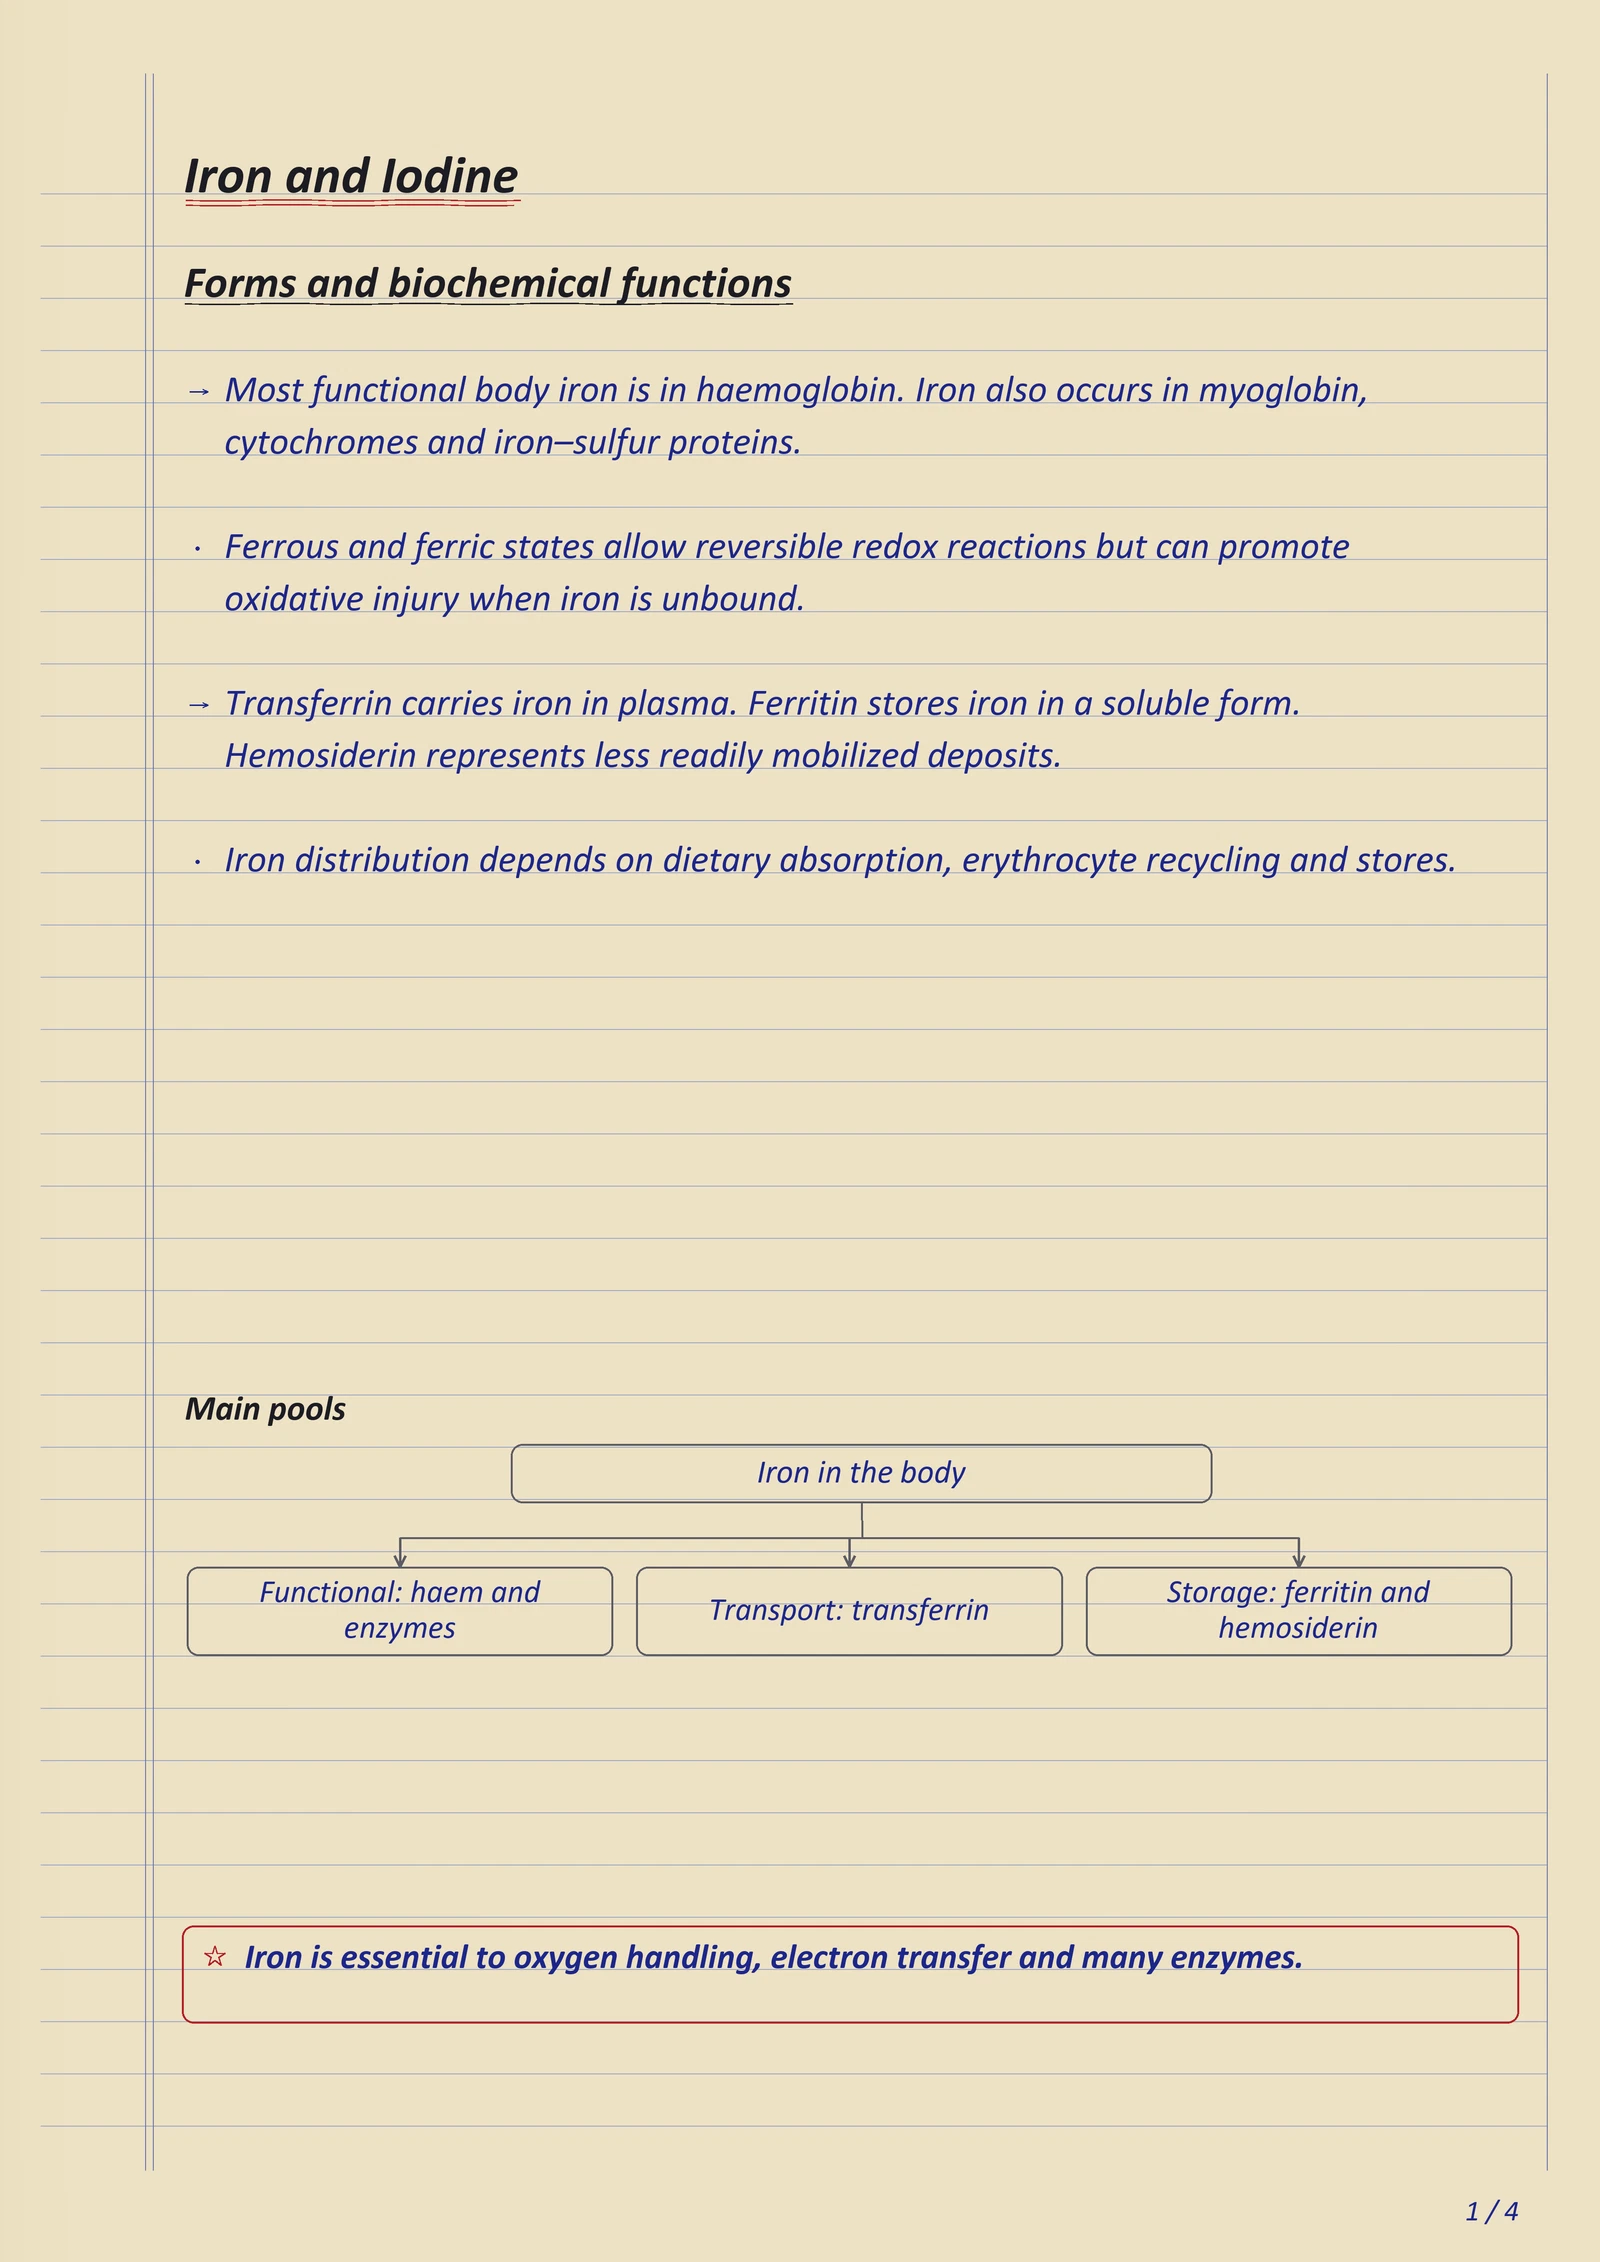 Iron and Iodine
Forms and biochemical functions
→ Most functional body iron is in haemoglobin. Iron also occurs in myoglobin,
cytochromes and iron–sulfur proteins.
· Ferrous and ferric states allow reversible redox reactions but can promote
oxidative injury when iron is unbound.
→ Transferrin carries iron in plasma. Ferritin stores iron in a soluble form.
Hemosiderin represents less readily mobilized deposits.
· Iron distribution depends on dietary absorption, erythrocyte recycling and stores.
Main pools
Iron in the body
Functional: haem and
enzymes
Transport: transferrin
Storage: ferritin and
hemosiderin
☆ Iron is essential to oxygen handling, electron transfer and many enzymes.
1 / 4